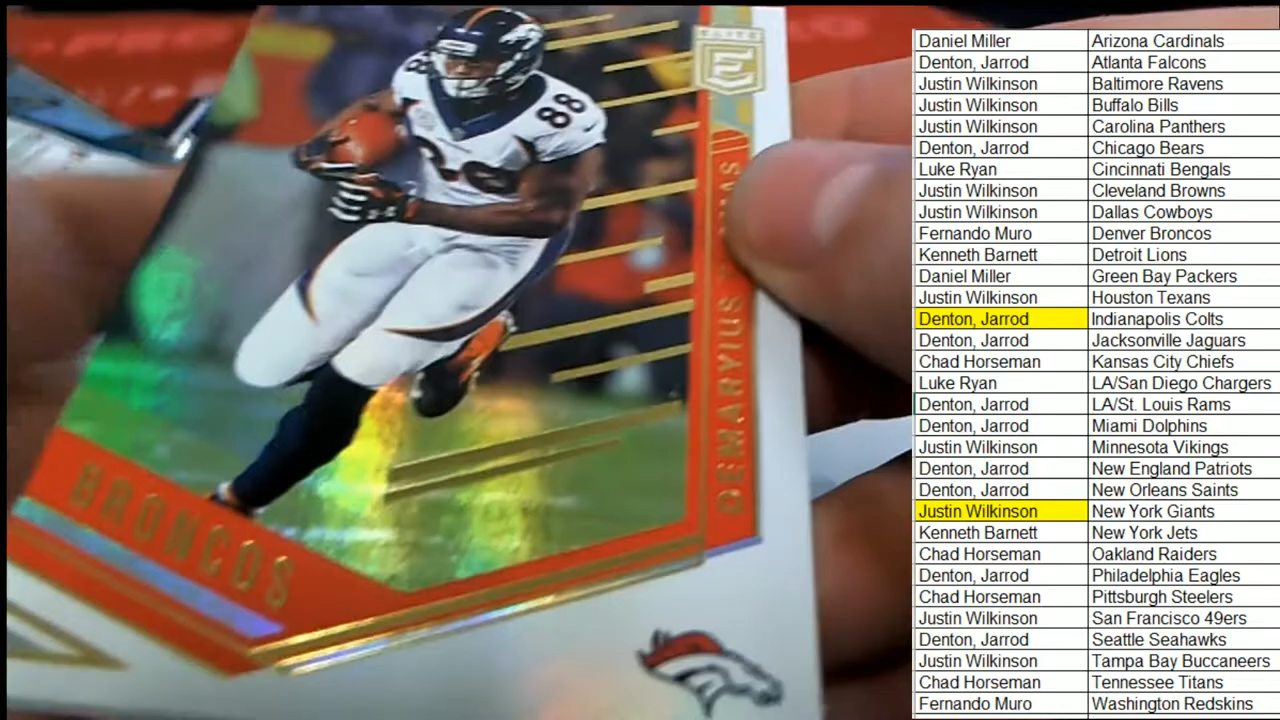 ELITE
E
88
88
8
DEMARYIUS
BRONCOS
Daniel Miller Arizona Cardinals
Denton, Jarrod Atlanta Falcons
Justin Wilkinson Baltimore Ravens
Justin Wilkinson Buffalo Bills
Justin Wilkinson Carolina Panthers
Denton, Jarrod Chicago Bears
Luke Ryan Cincinnati Bengals
Justin Wilkinson Cleveland Browns
Justin Wilkinson Dallas Cowboys
Fernando Muro Denver Broncos
Kenneth Barnett Detroit Lions
Daniel Miller Green Bay Packers
Justin Wilkinson Houston Texans
Denton, Jarrod Indianapolis Colts
Denton, Jarrod Jacksonville Jaguars
Chad Horseman Kansas City Chiefs
Luke Ryan LA/San Diego Chargers
Denton, Jarrod LA/St. Louis Rams
Denton, Jarrod Miami Dolphins
Justin Wilkinson Minnesota Vikings
Denton, Jarrod New England Patriots
Denton, Jarrod New Orleans Saints
Justin Wilkinson New York Giants
Kenneth Barnett New York Jets
Chad Horseman Oakland Raiders
Denton, Jarrod Philadelphia Eagles
Chad Horseman Pittsburgh Steelers
Justin Wilkinson San Francisco 49ers
Denton, Jarrod Seattle Seahawks
Justin Wilkinson Tampa Bay Buccaneers
Chad Horseman Tennessee Titans
Fernando Muro Washington Redskins